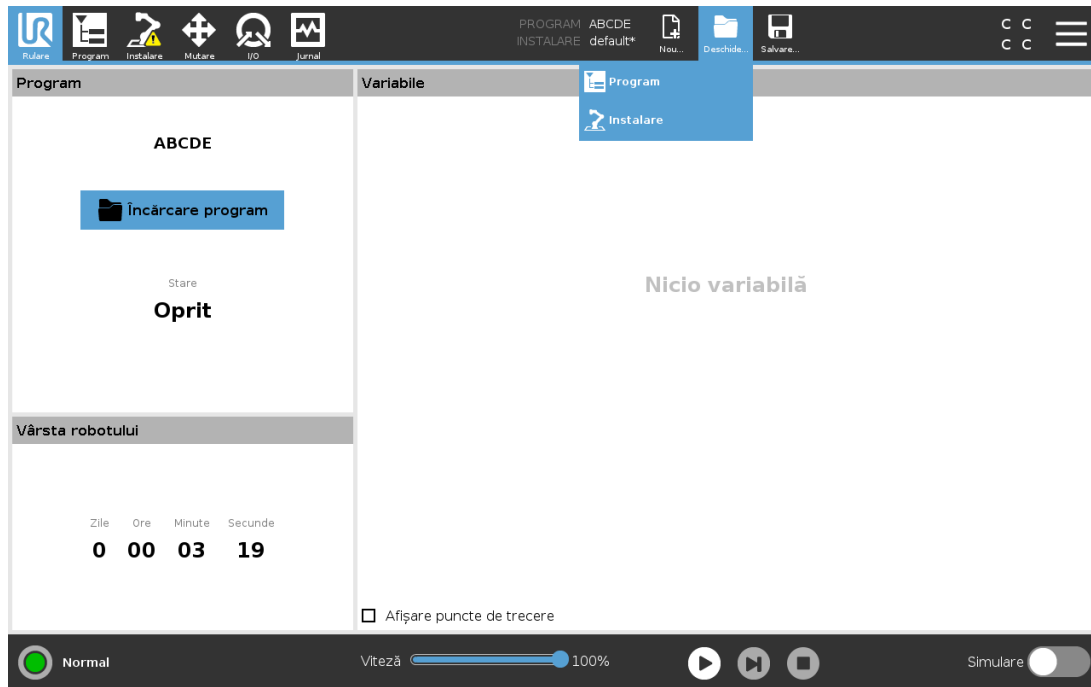 UR
Rulare
Program
Instalare
Mutare
I/O
Jurnal
PROGRAM ABCDE
INSTALARE default*
Nou...
Deschide...
Salvare...
C C
C C
Program
Instalare
Program
ABCDE
Încărcare program
Stare
Oprit
Variabile
Nicio variabilă
Vârsta robotului
Zile Ore Minute Secunde
0 00 03 19
Afișare puncte de trecere
Normal
Viteză 100%
Simulare